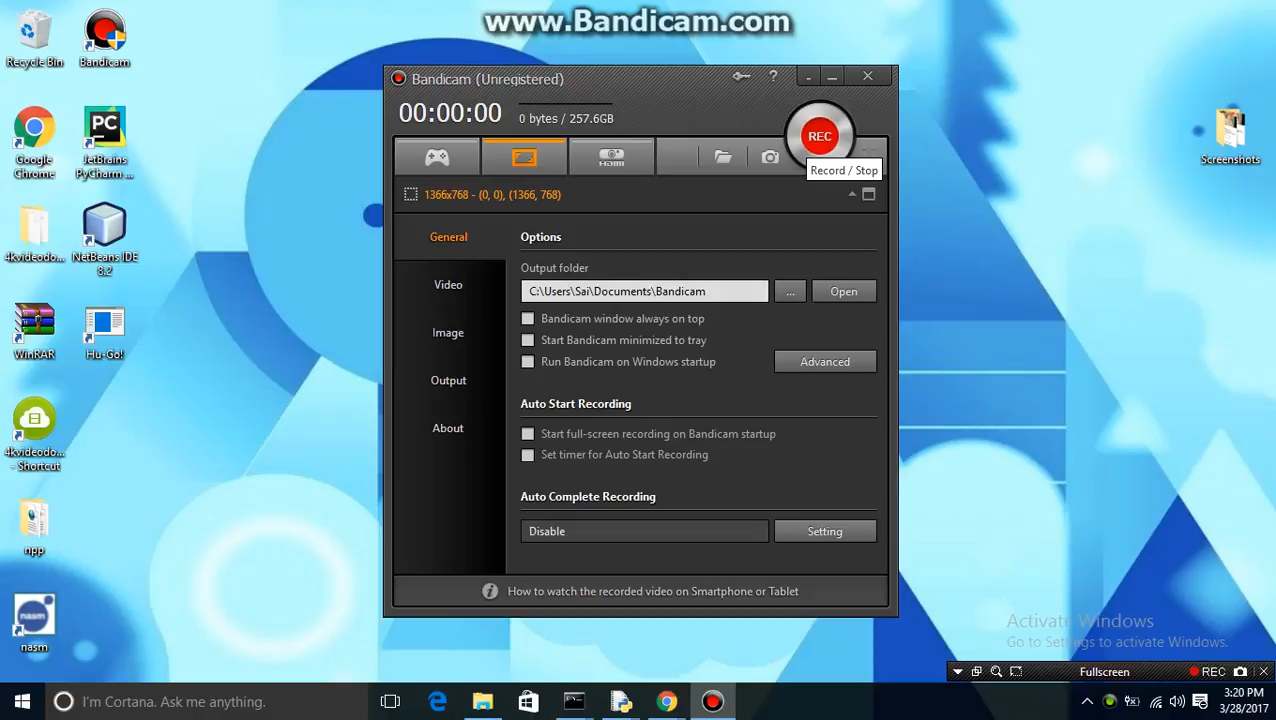 www.Bandicam.com
Recycle Bin
Bandicam
Google
Chrome
JetBrains
PyCharm ...
4kvideodo...
NetBeans IDE
8.2
WinRAR
Hu-Go!
4kvideodo...
- Shortcut
npp
nasm
nasm
Screenshots
Bandicam (Unregistered)
?
00:00:00
0 bytes / 257.6GB
REC
HDMI
Record / Stop
1366x768 - (0, 0), (1366, 768)
General
Video
Image
Output
About
Options
Output folder
C:\Users\Sai\Documents\Bandicam
...
Open
Bandicam window always on top
Start Bandicam minimized to tray
Run Bandicam on Windows startup
Advanced
Auto Start Recording
Start full-screen recording on Bandicam startup
Set timer for Auto Start Recording
Auto Complete Recording
Disable
Setting
How to watch the recorded video on Smartphone or Tablet
Activate Windows
Go to Settings to activate Windows.
Fullscreen
REC
I'm Cortana. Ask me anything.
3:20 PM
3/28/2017